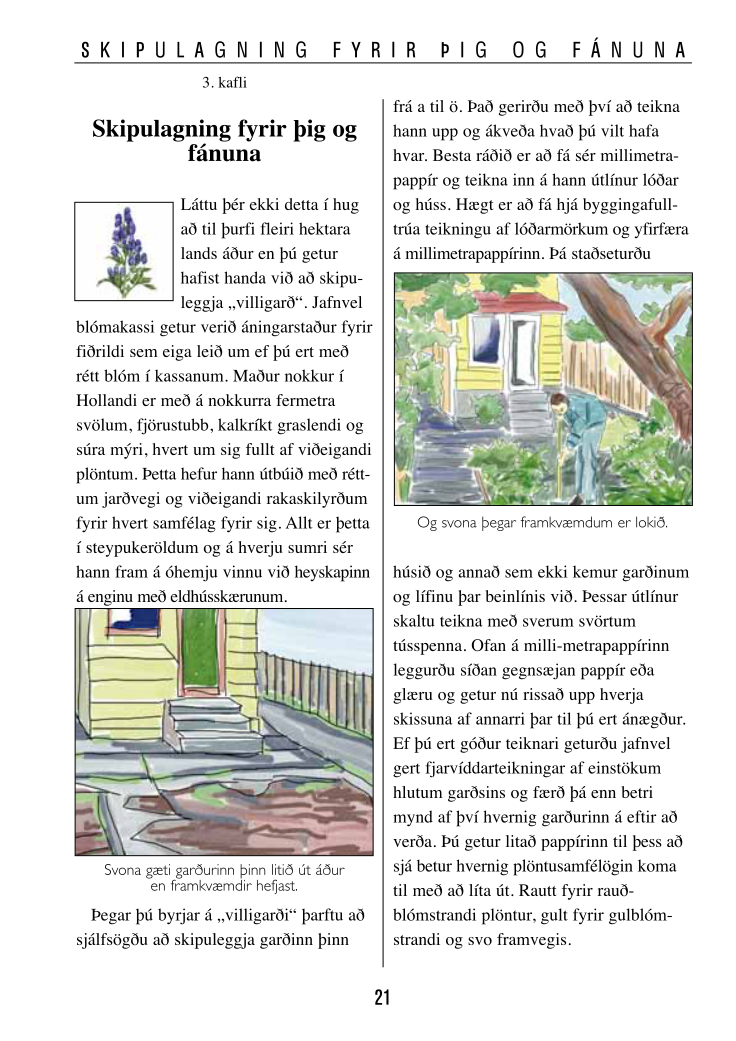 SKIPULAGNING FYRIR ÞIG OG FÁNUNA
3. kafli
Skipulagning fyrir þig og
fánuna
Láttu þér ekki detta í hug
að til þurfi fleiri hektara
lands áður en þú getur
hafist handa við að skipu-
leggja „villigarð“. Jafnvel
blómakassi getur verið áningarstaður fyrir
fiðrildi sem eiga leið um ef þú ert með
rétt blóm í kassanum. Maður nokkur í
Hollandi er með á nokkurra fermetra
svölum, fjörustubb, kalkríkt graslendi og
súra mýri, hvert um sig fullt af viðeigandi
plöntum. Þetta hefur hann útbúið með rétt-
um jarðvegi og viðeigandi rakaskilyrðum
fyrir hvert samfélag fyrir sig. Allt er þetta
í steypukeröldum og á hverju sumri sér
hann fram á óhemju vinnu við heyskapinn
á enginu með eldhússkærunum.
Svona gæti garðurinn þinn litið út áður
en framkvæmdir hefjast.
Þegar þú byrjar á „villigarði“ þarftu að
sjálfsögðu að skipuleggja garðinn þinn
frá a til ö. Það gerirðu með því að teikna
hann upp og ákveða hvað þú vilt hafa
hvar. Besta ráðið er að fá sér millimetra-
pappír og teikna inn á hann útlínur lóðar
og húss. Hægt er að fá hjá byggingafull-
trúa teikningu af lóðarmörkum og yfirfæra
á millimetrapappírinn. Þá staðseturðu
Og svona þegar framkvæmdum er lokið.
húsið og annað sem ekki kemur garðinum
og lífinu þar beinlínis við. Þessar útlínur
skaltu teikna með sverum svörtum
tússpenna. Ofan á milli-metrapappírinn
leggurðu síðan gegnsæjan pappír eða
glæru og getur nú rissað upp hverja
skissuna af annarri þar til þú ert ánægður.
Ef þú ert góður teiknari geturðu jafnvel
gert fjarvíddarteikningar af einstökum
hlutum garðsins og færð þá enn betri
mynd af því hvernig garðurinn á eftir að
verða. Þú getur litað pappírinn til þess að
sjá betur hvernig plöntusamfélögin koma
til með að líta út. Rautt fyrir rauð-
blómstrandi plöntur, gult fyrir gulblóm-
strandi og svo framvegis.
21